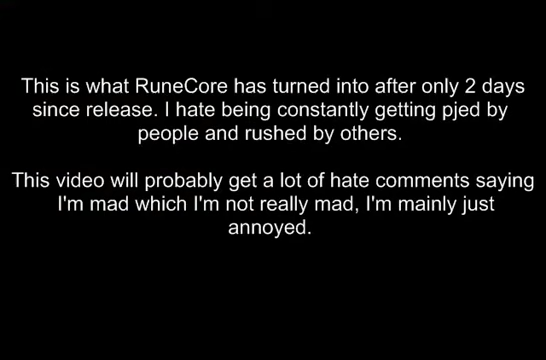 This is what RuneCore has turned into after only 2 days
since release. I hate being constantly getting pjed by
people and rushed by others.
This video will probably get a lot of hate comments saying
I'm mad which I'm not really mad, I'm mainly just
annoyed.